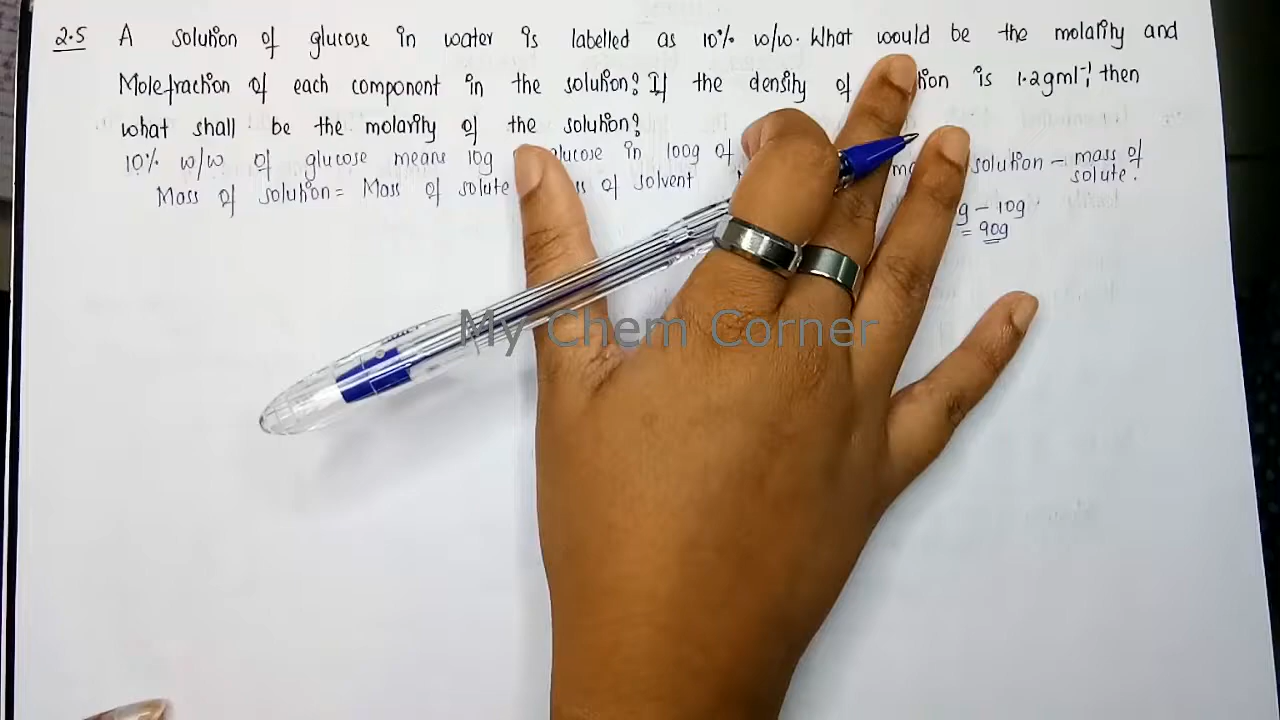 2.5 A solution of glucose in water is labelled as 10% w/w. What would be the molality and
Molefraction of each component in the solution? If the density of is 1.2gml⁻¹, then
what shall be the molarity of the solution?
10% w/w of glucose means 10g in 100g of solution - mass of solute.
Mass of solution = Mass of solute of solvent
g - 10g
= 90g
My Chem Corner